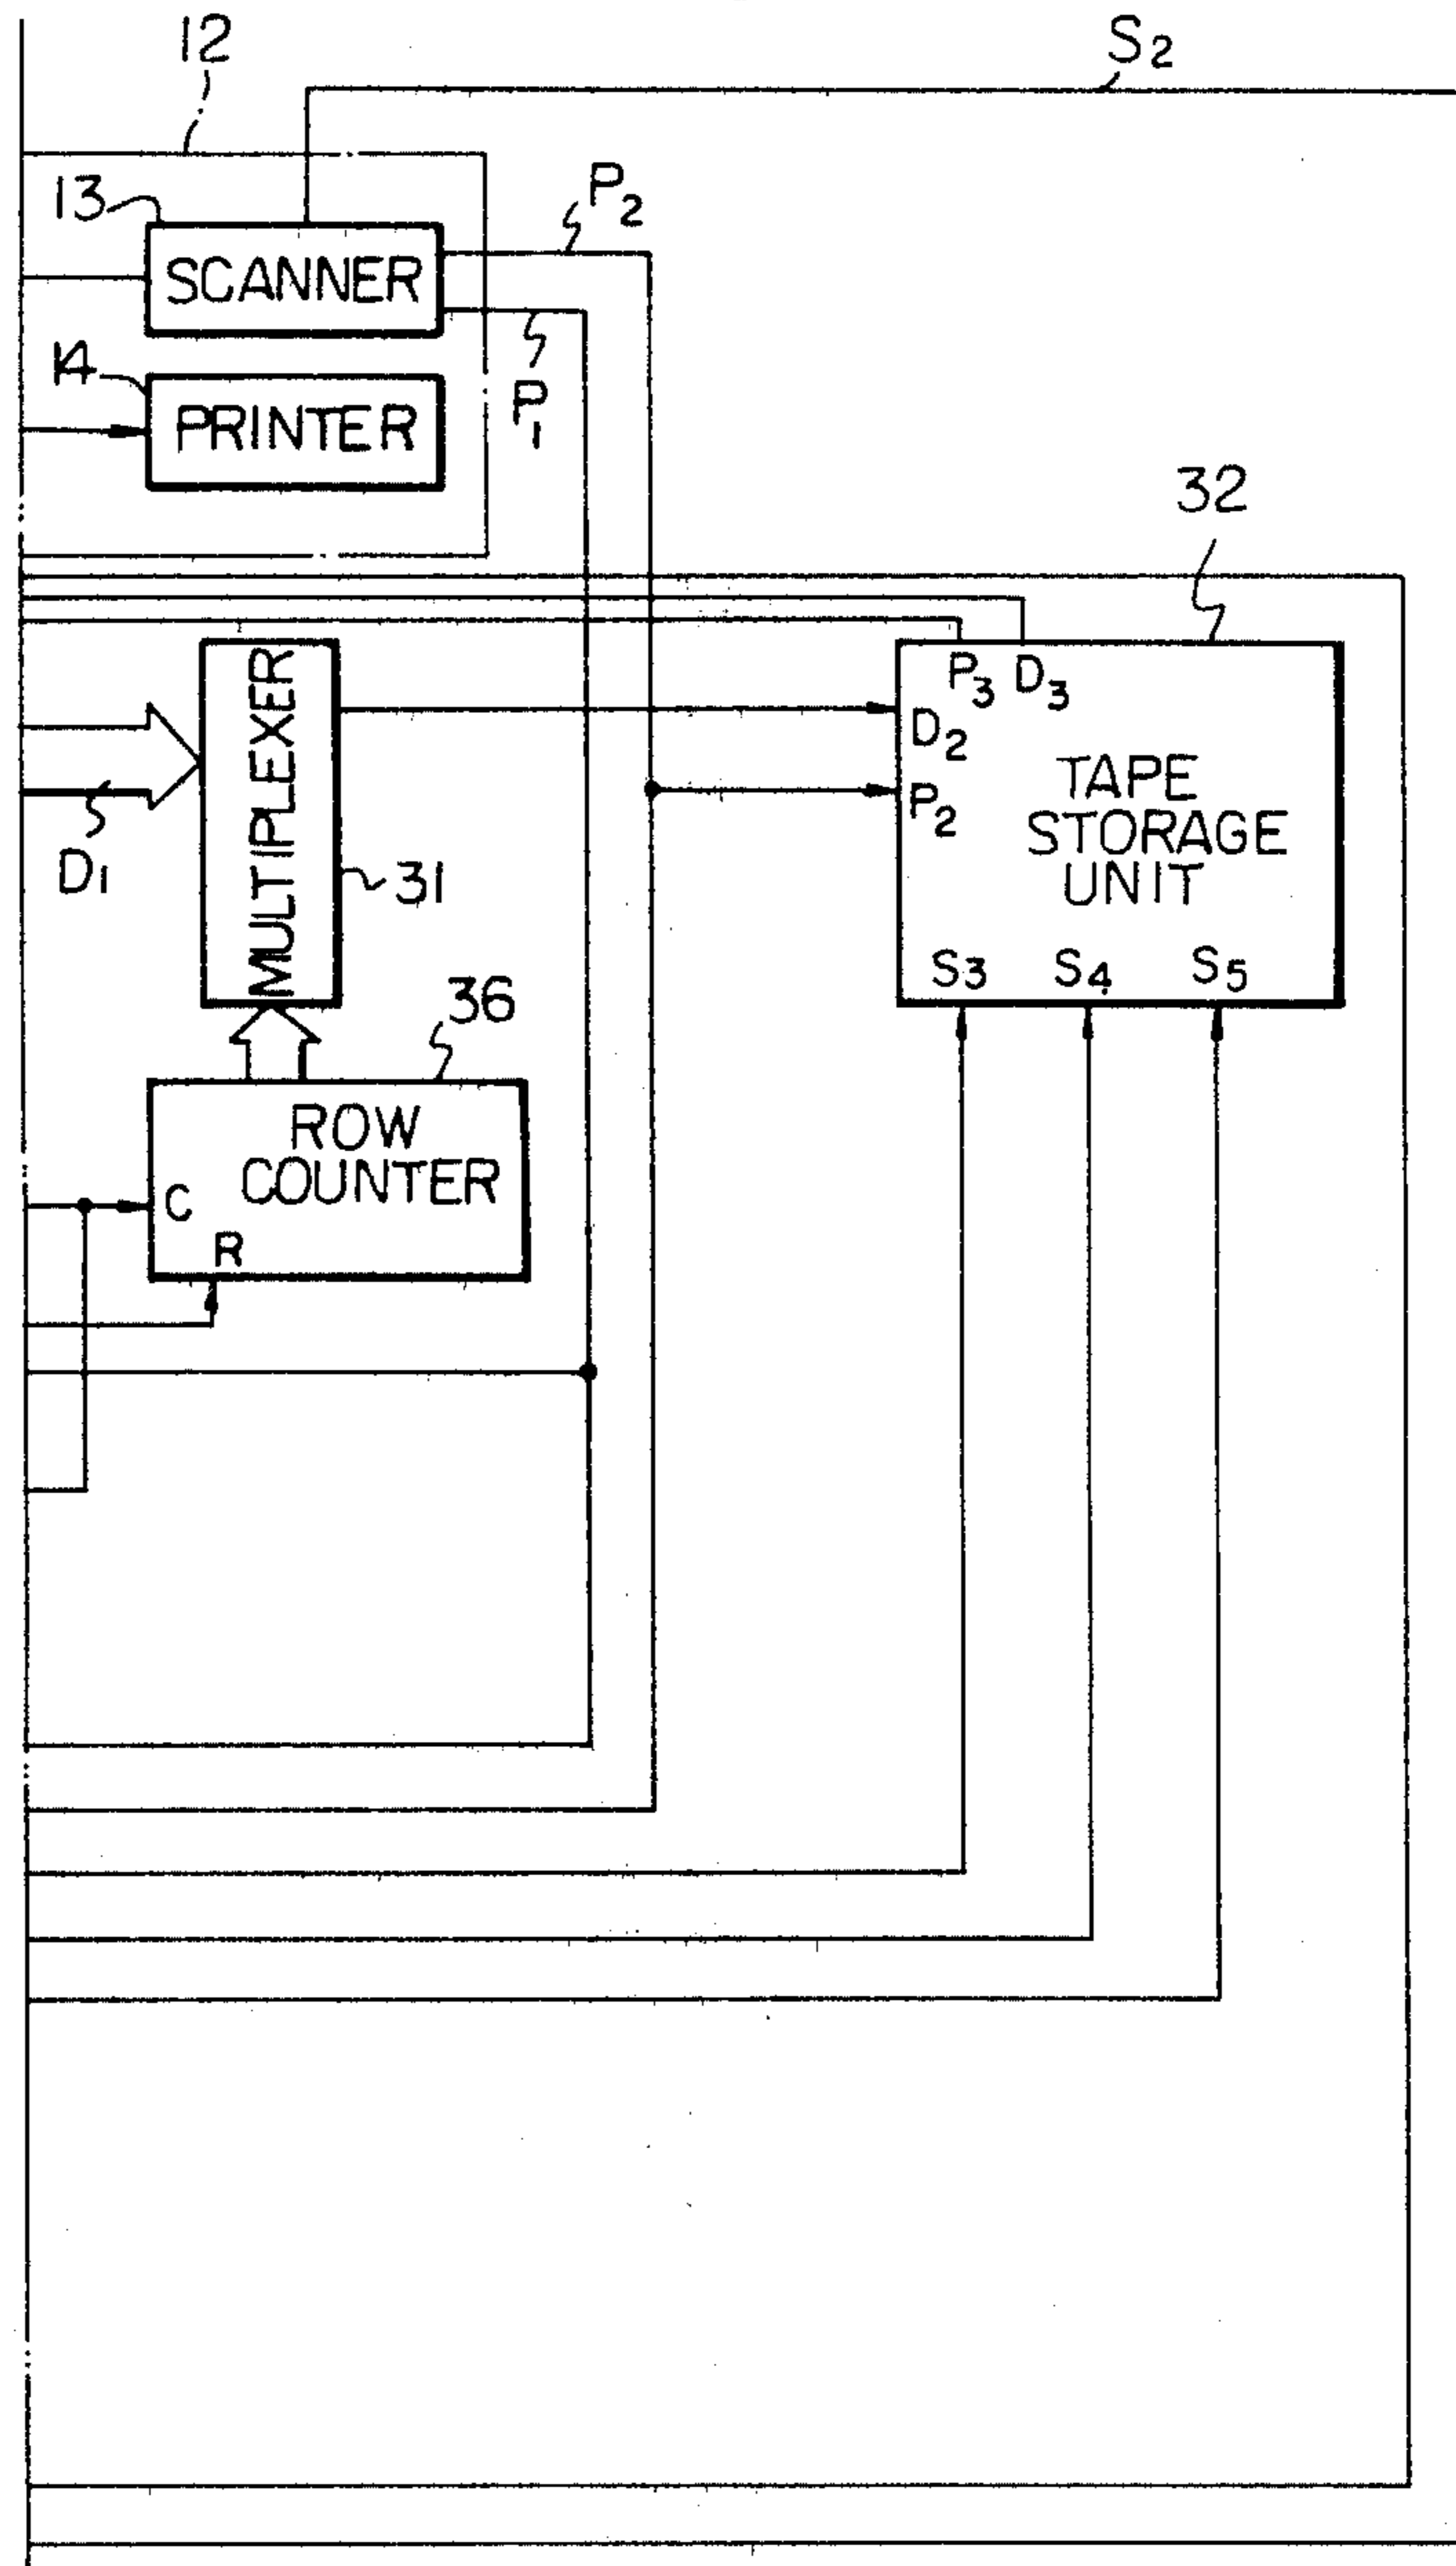 12
S2
13
P2
SCANNER
P1
14
PRINTER
32
P3 D3
D2
MULTIPLEXER
TAPE
STORAGE
UNIT
P2
D1
31
S3 S4 S5
36
ROW
COUNTER
C
R